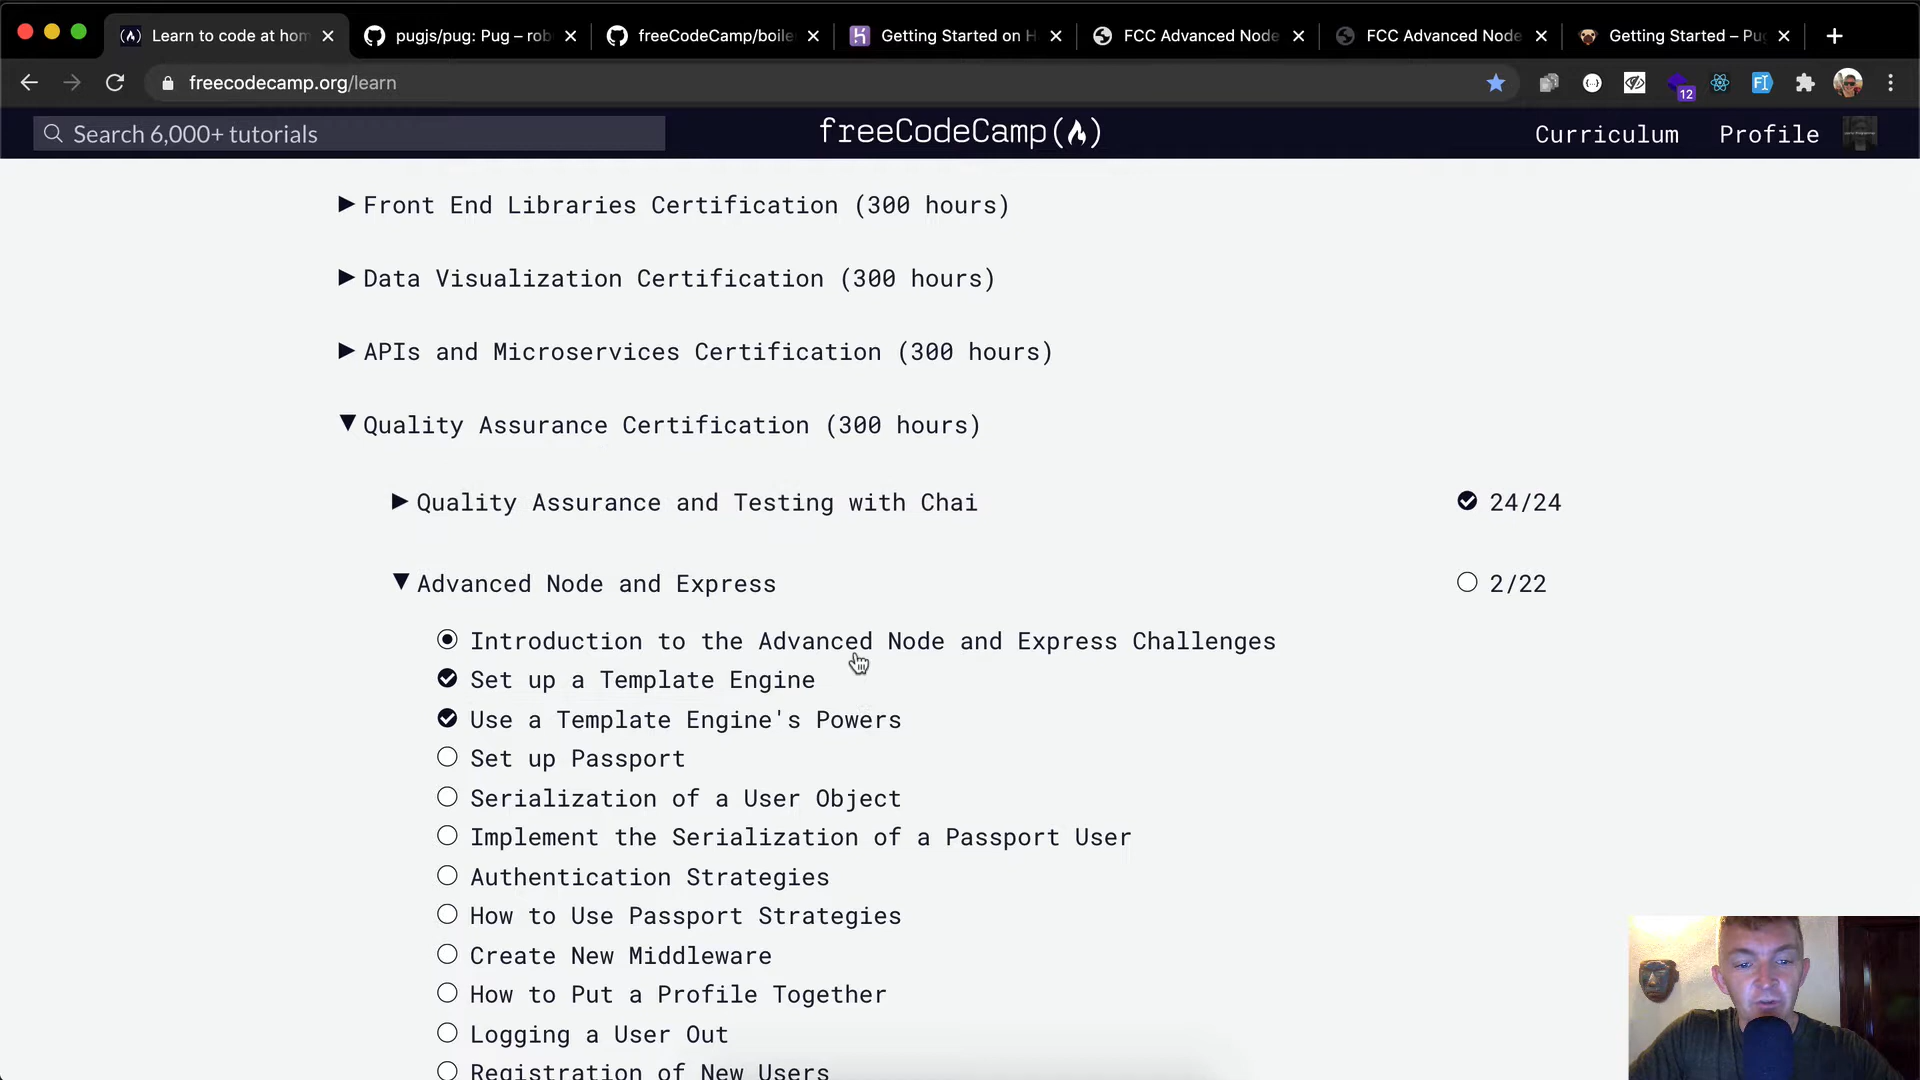 Learn to code at hom
pugjs/pug: Pug – rob
freeCodeCamp/boile
Getting Started on H
FCC Advanced Node
FCC Advanced Node
Getting Started – Pu
freecodecamp.org/learn
12
Search 6,000+ tutorials
freeCodeCamp
Curriculum
Profile
Front End Libraries Certification (300 hours)
Data Visualization Certification (300 hours)
APIs and Microservices Certification (300 hours)
Quality Assurance Certification (300 hours)
Quality Assurance and Testing with Chai 24/24
Advanced Node and Express 2/22
Introduction to the Advanced Node and Express Challenges
Set up a Template Engine
Use a Template Engine's Powers
Set up Passport
Serialization of a User Object
Implement the Serialization of a Passport User
Authentication Strategies
How to Use Passport Strategies
Create New Middleware
How to Put a Profile Together
Logging a User Out
Registration of New Users